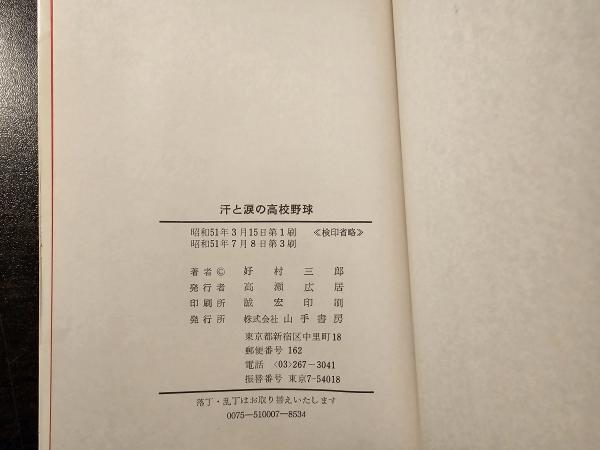 汗と涙の高校野球
昭和51年3月15日第1刷 ≪検印省略≫
昭和51年7月8日第3刷
著者© 好村三郎
発行者 高瀬広居
印刷所 誠宏印刷
発行所 株式会社 山手書房
東京都新宿区中里町18
郵便番号 162
電話 〈03〉267-3041
振替番号 東京7-54018
落丁・乱丁はお取り替えいたします
0075-510007-8534